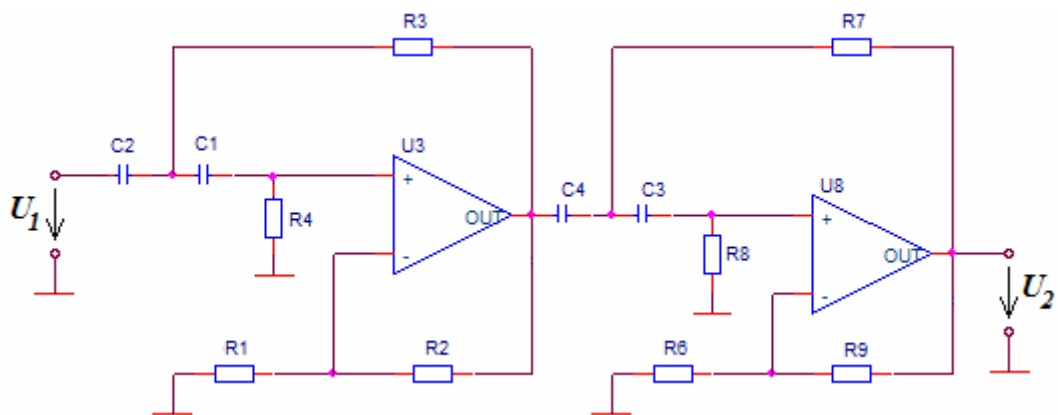 R3
R7
C2
C1
U3
+
OUT
-
R4
U1
C4
C3
U8
+
OUT
-
R8
U2
R1
R2
R6
R9